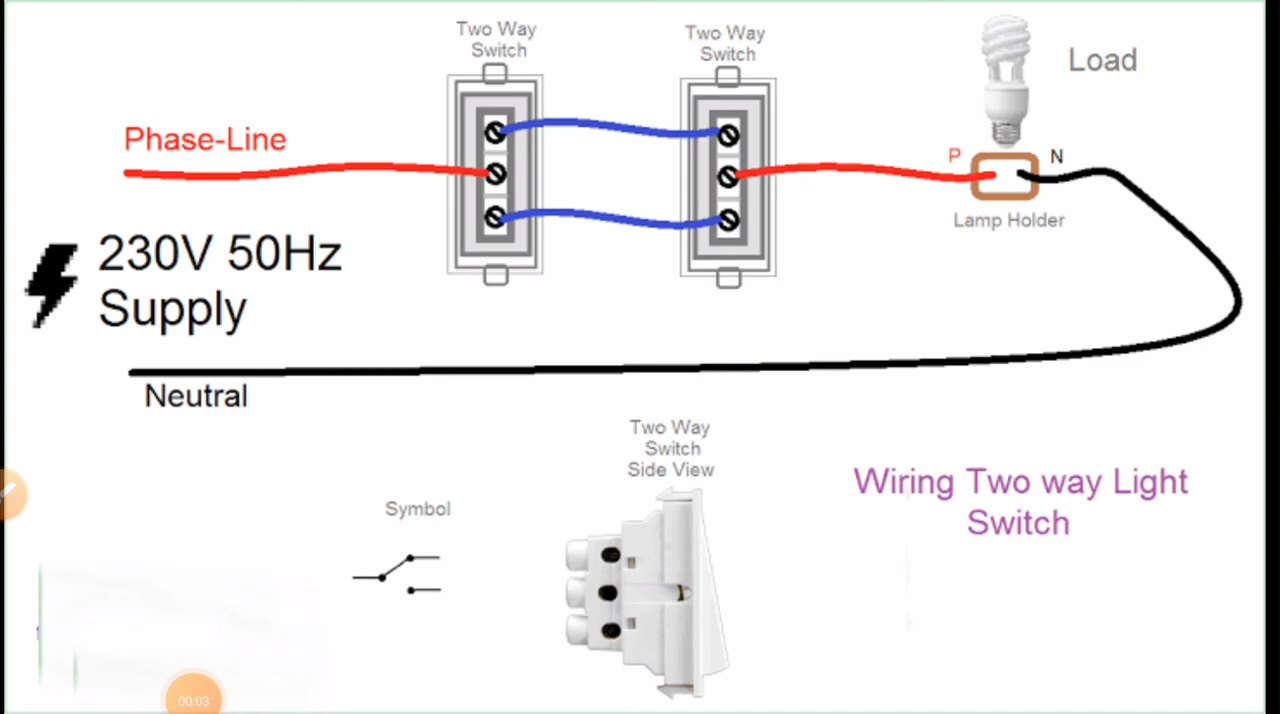 Two Way
Switch
Two Way
Switch
Load
Phase-Line
P
N
Lamp Holder
230V 50Hz
Supply
Neutral
Two Way
Switch
Side View
Wiring Two way Light
Switch
Symbol
00:03